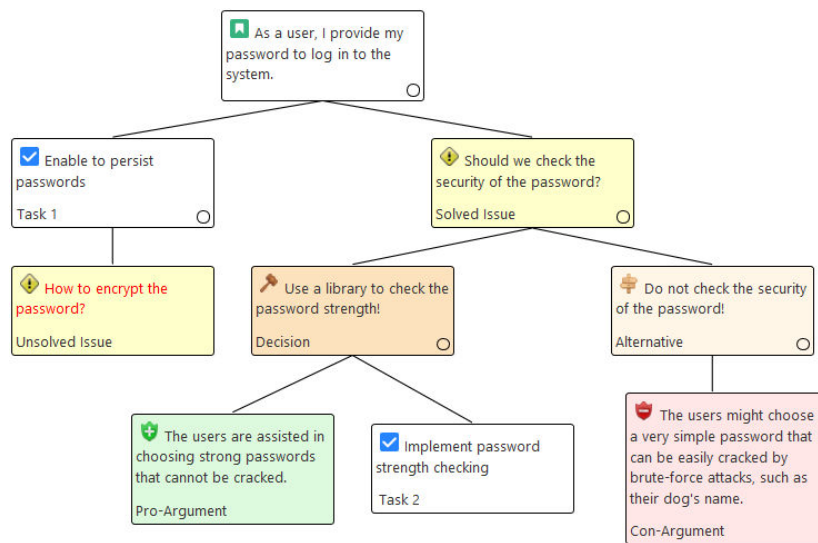 As a user, I provide my
password to log in to the
system.
Enable to persist
passwords
Task 1
Should we check the
security of the password?
Solved Issue
How to encrypt the
password?
Unsolved Issue
Use a library to check the
password strength!
Decision
Do not check the security
of the password!
Alternative
The users are assisted in
choosing strong passwords
that cannot be cracked.
Pro-Argument
Implement password
strength checking
Task 2
The users might choose
a very simple password that
can be easily cracked by
brute-force attacks, such as
their dog's name.
Con-Argument